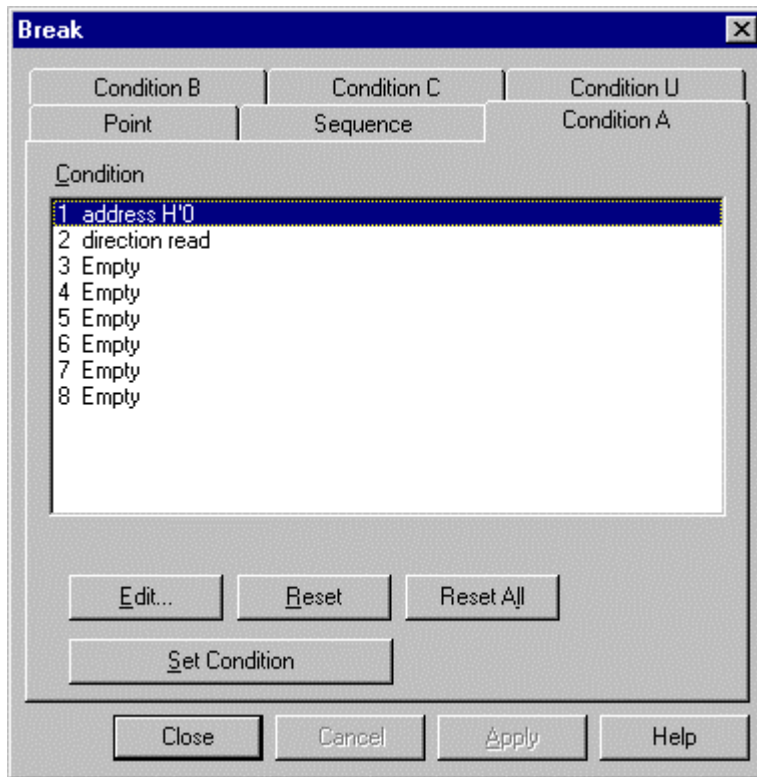 Break
Condition B Condition C Condition U
Point Sequence Condition A
Condition
1 address H'0
2 direction read
3 Empty
4 Empty
5 Empty
6 Empty
7 Empty
8 Empty
Edit... Reset Reset All
Set Condition
Close Cancel Apply Help